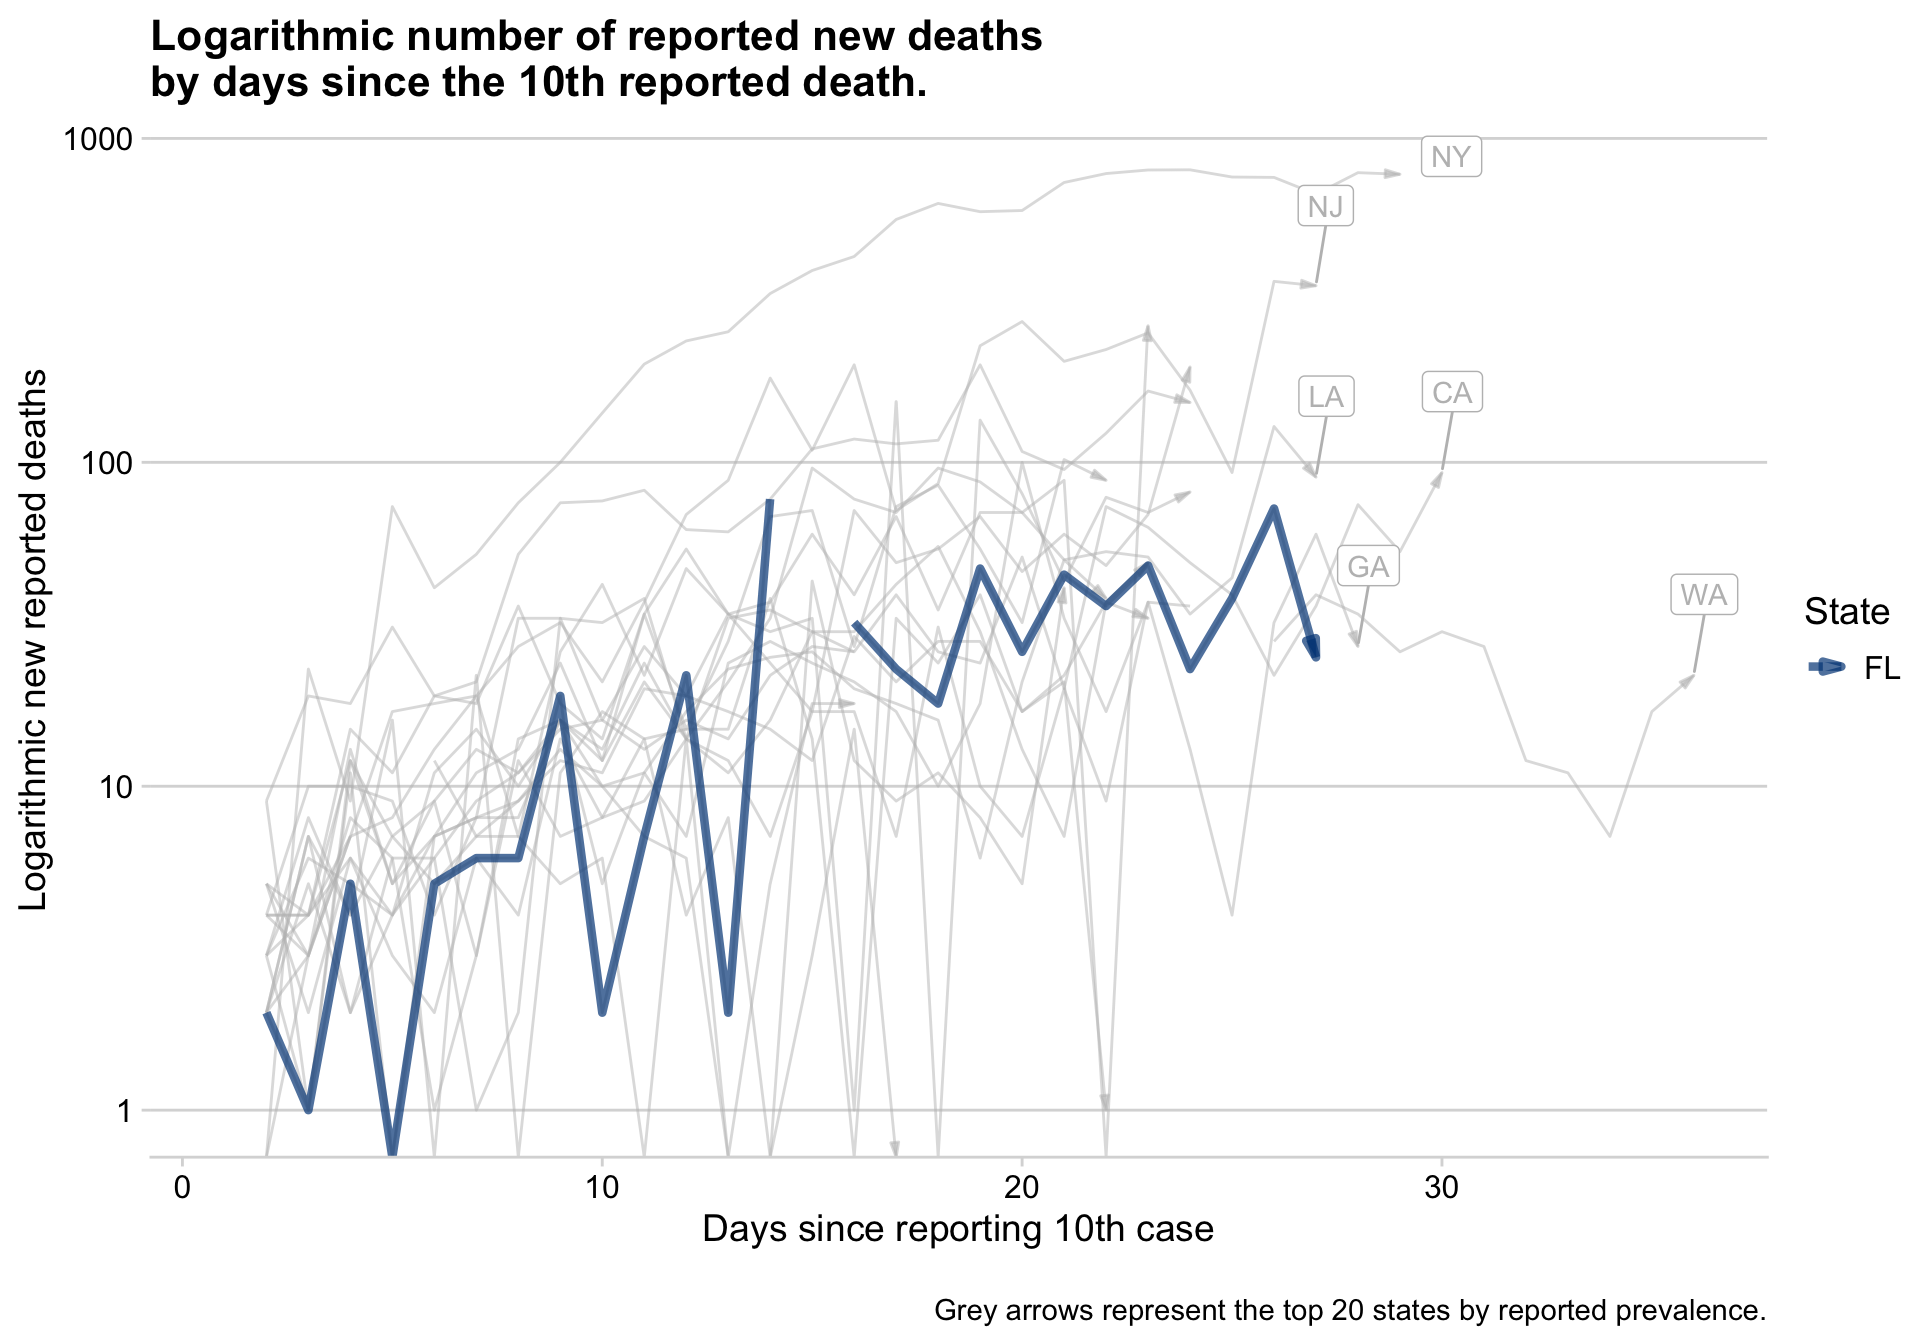 Logarithmic number of reported new deaths
by days since the 10th reported death.
1000
NY
NJ
LA
CA
100
GA
WA
State
FL
10
1
Logarithmic new reported deaths
0
10
20
30
Days since reporting 10th case
Grey arrows represent the top 20 states by reported prevalence.